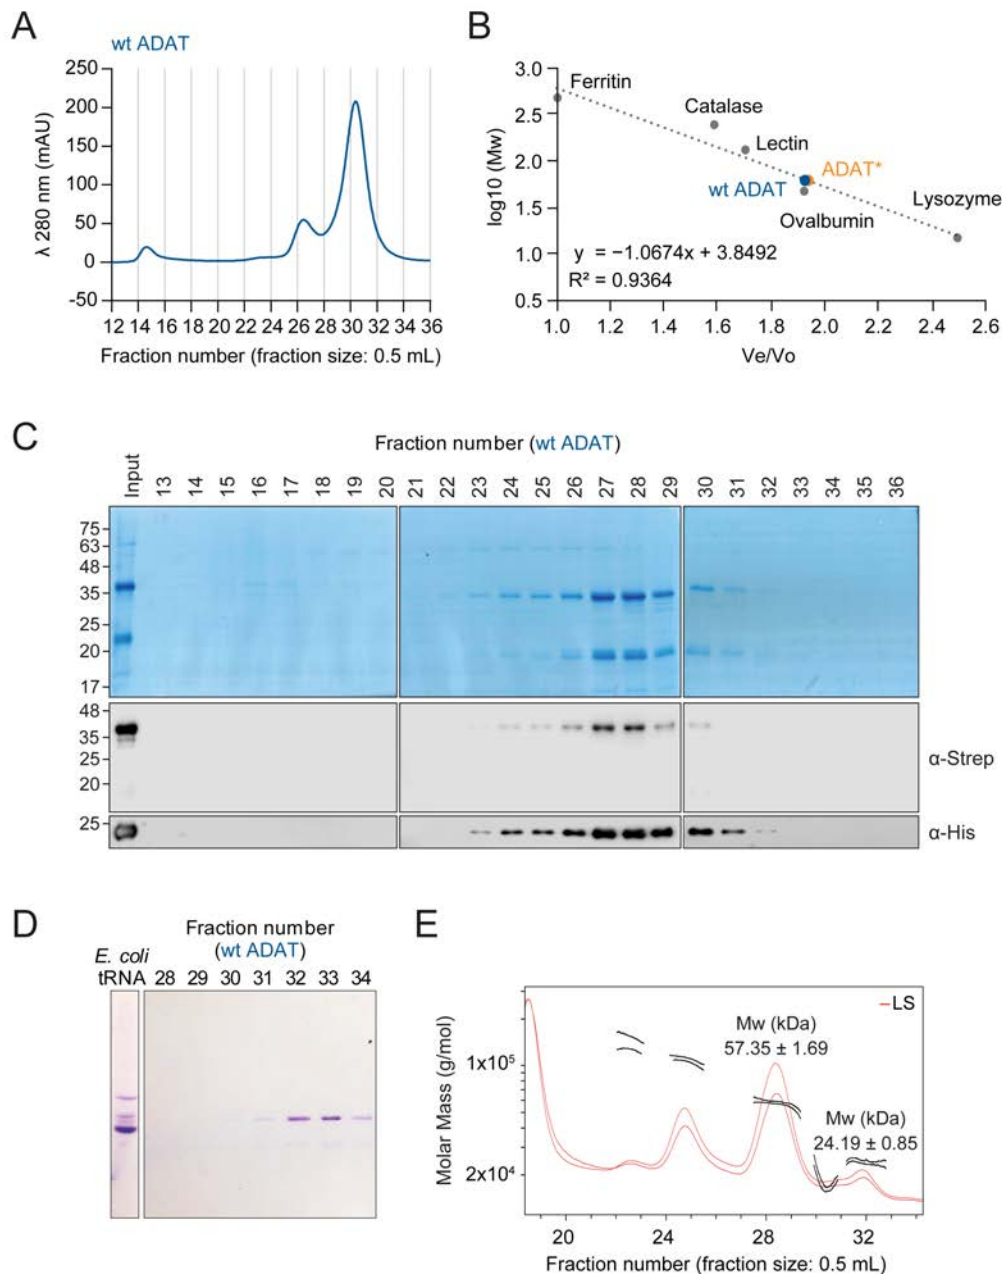 A
wt ADAT
250
200
150
100
50
0
-50
λ 280 nm (mAU)
12 14 16 18 20 22 24 26 28 30 32 34 36
Fraction number (fraction size: 0.5 mL)
B
3.0
2.5
2.0
1.5
1.0
0.5
log10 (Mw)
Ferritin
Catalase
Lectin
ADAT*
wt ADAT
Ovalbumin
Lysozyme
y = −1.0674x + 3.8492
R² = 0.9364
1.0 1.2 1.4 1.6 1.8 2.0 2.2 2.4 2.6
Ve/Vo
C
Fraction number (wt ADAT)
Input 13 14 15 16 17 18 19 20 21 22 23 24 25 26 27 28 29 30 31 32 33 34 35 36
75
63
48
35
25
20
17
48
35
25
20
α-Strep
25
α-His
D
Fraction number
(wt ADAT)
E. coli
tRNA 28 29 30 31 32 33 34
E
LS
Mw (kDa)
57.35 ± 1.69
Mw (kDa)
24.19 ± 0.85
1x10⁵
2x10⁴
Molar Mass (g/mol)
20 24 28 32
Fraction number (fraction size: 0.5 mL)